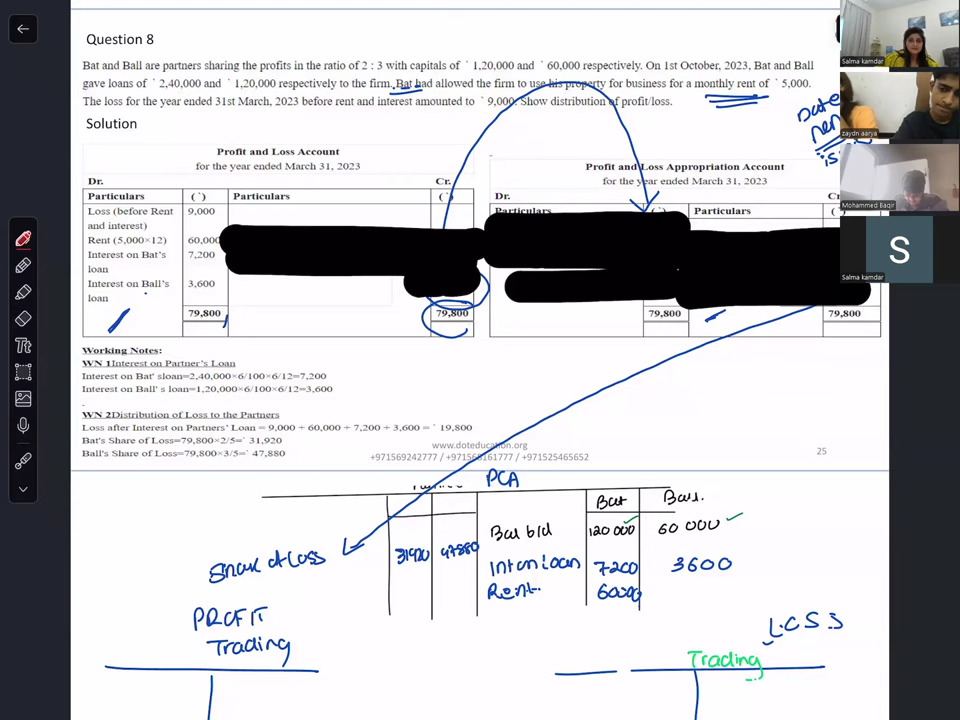 Question 8
Bat and Ball are partners sharing the profits in the ratio of 2 : 3 with capitals of ` 1,20,000 and ` 60,000 respectively. On 1st October, 2023, Bat and Ball
gave loans of ` 2,40,000 and ` 1,20,000 respectively to the firm. Bat had allowed the firm to use his property for business for a monthly rent of ` 5,000.
The loss for the year ended 31st March, 2023 before rent and interest amounted to ` 9,000. Show distribution of profit/loss.
Solution
Date
is
Profit and Loss Account
for the year ended March 31, 2023
Dr. Cr.
Particulars (`) Particulars (`)
Loss (before Rent 9,000
and interest)
Rent (5,000×12) 60,000
Interest on Bat's 7,200
loan
Interest on Ball's 3,600
loan
79,800 79,800
Profit and Loss Appropriation Account
for the year ended March 31, 2023
Dr. Cr
Particulars (`) Particulars
79,800 79,800
Working Notes:
WN 1Interest on Partner's Loan
Interest on Bat' sloan=2,40,000×6/100×6/12=7,200
Interest on Ball' s loan=1,20,000×6/100×6/12=3,600
WN 2Distribution of Loss to the Partners
Loss after Interest on Partners' Loan = 9,000 + 60,000 + 7,200 + 3,600 =` 19,800
Bat's Share of Loss=79,800×2/5=` 31,920
Ball's Share of Loss=79,800×3/5=` 47,880
www.doteducation.org
+971569242777 / +971568161777 / +971525465652
25
PCA
Bat Ball.
Bal b/d 120 000 60 000
Share of Loss 31920 47880 Int on Loan 7200 3600
Rent. 60000
PROFIT
Trading
LOSS
Trading
Salma kamdar
zaydn aarya
Mohammed Baqir
S
Salma kamdar
Tt